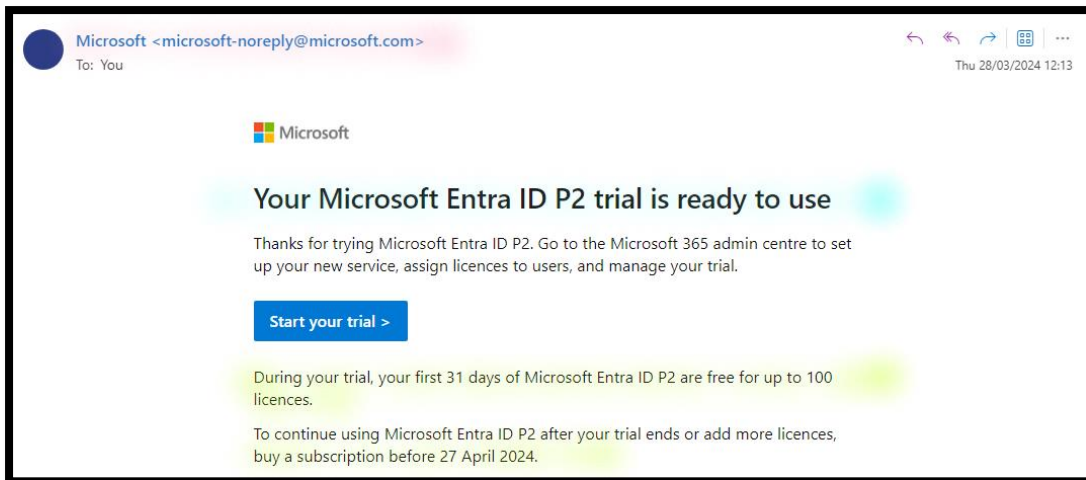 Microsoft <microsoft-noreply@microsoft.com>
To: You
Thu 28/03/2024 12:13
Microsoft
Your Microsoft Entra ID P2 trial is ready to use
Thanks for trying Microsoft Entra ID P2. Go to the Microsoft 365 admin centre to set
up your new service, assign licences to users, and manage your trial.
Start your trial >
During your trial, your first 31 days of Microsoft Entra ID P2 are free for up to 100
licences.
To continue using Microsoft Entra ID P2 after your trial ends or add more licences,
buy a subscription before 27 April 2024.